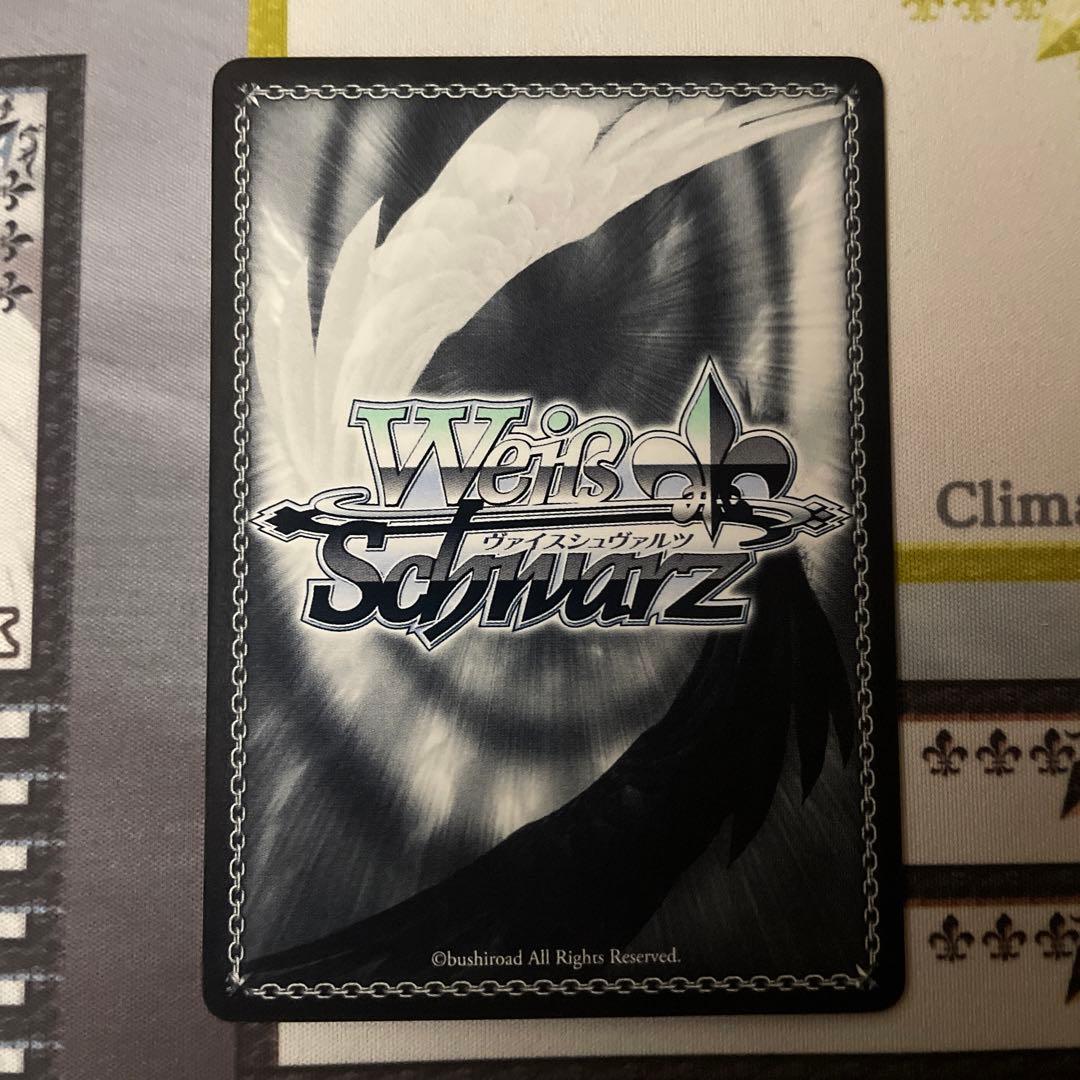 Weiß
ヴァイスシュヴァルツ
Schwarz
Clima
©bushiroad All Rights Reserved.